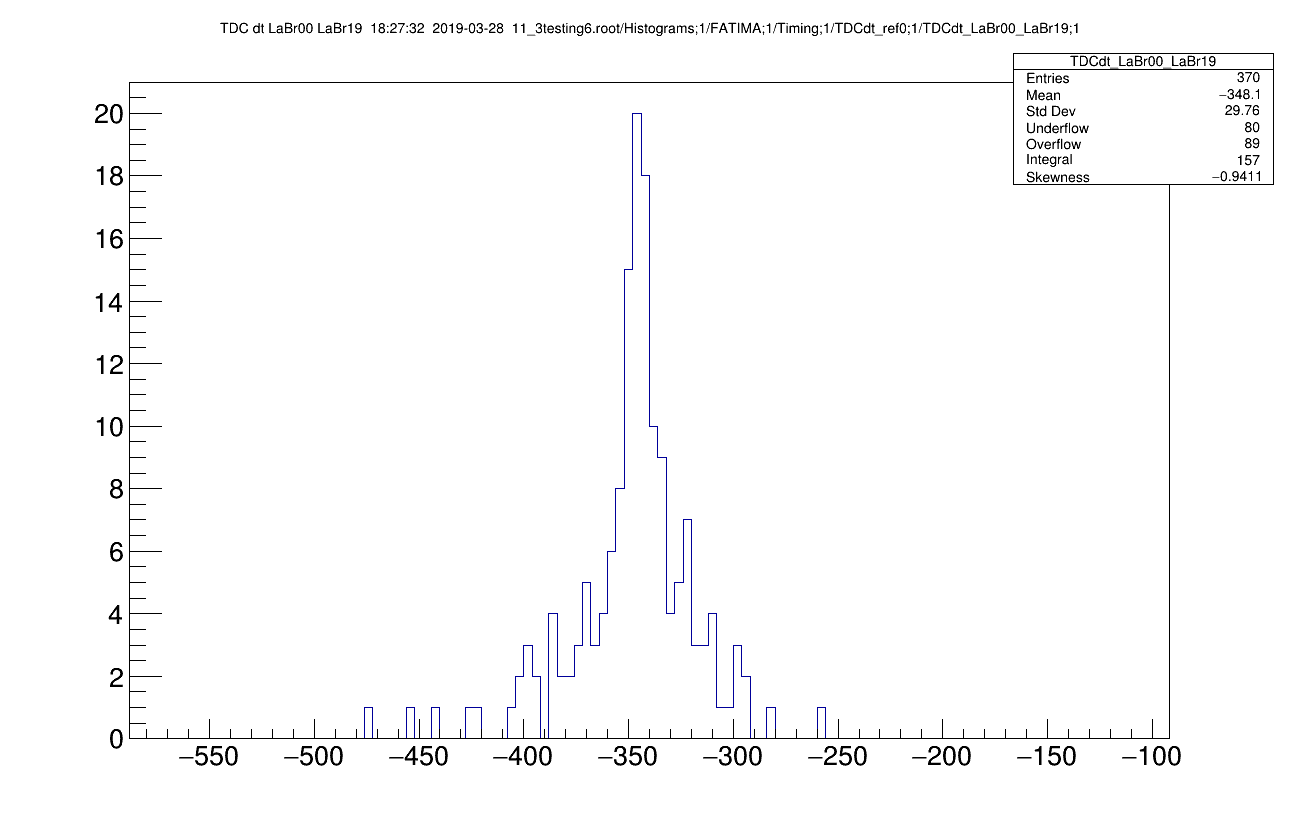 TDC dt LaBr00 LaBr19 18:27:32 2019-03-28 11_3testing6.root/Histograms;1/FATIMA;1/Timing;1/TDCdt_ref0;1/TDCdt_LaBr00_LaBr19;1
TDCdt_LaBr00_LaBr19
Entries 370
Mean −348.1
Std Dev 29.76
Underflow 80
Overflow 89
Integral 157
Skewness −0.9411
20
18
16
14
12
10
8
6
4
2
0
−550 −500 −450 −400 −350 −300 −250 −200 −150 −100